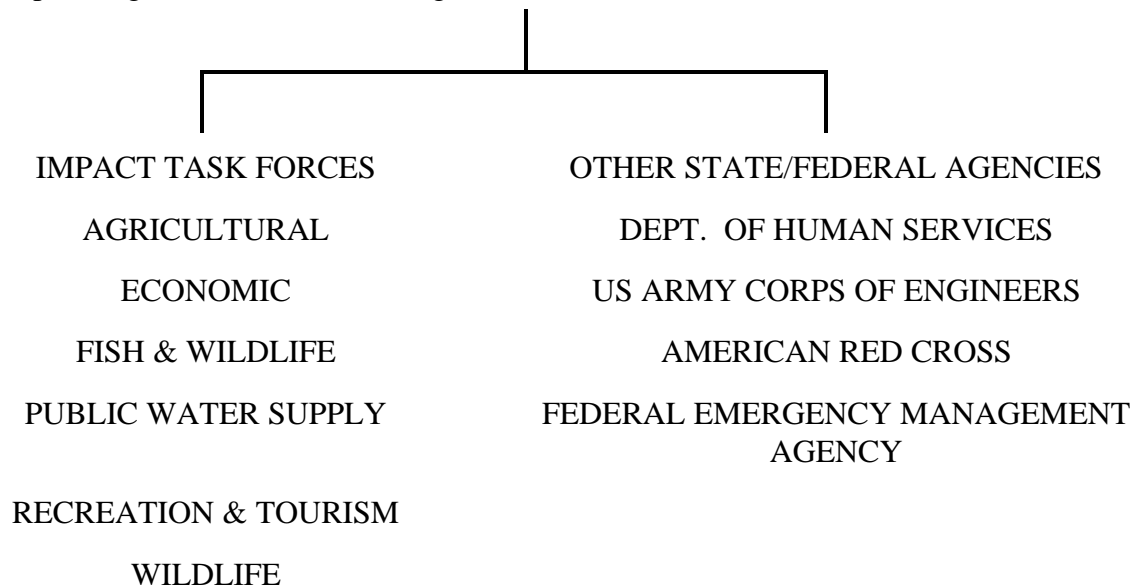 IMPACT TASK FORCES
AGRICULTURAL
ECONOMIC
FISH & WILDLIFE
PUBLIC WATER SUPPLY
RECREATION & TOURISM
WILDLIFE
OTHER STATE/FEDERAL AGENCIES
DEPT. OF HUMAN SERVICES
US ARMY CORPS OF ENGINEERS
AMERICAN RED CROSS
FEDERAL EMERGENCY MANAGEMENT
AGENCY